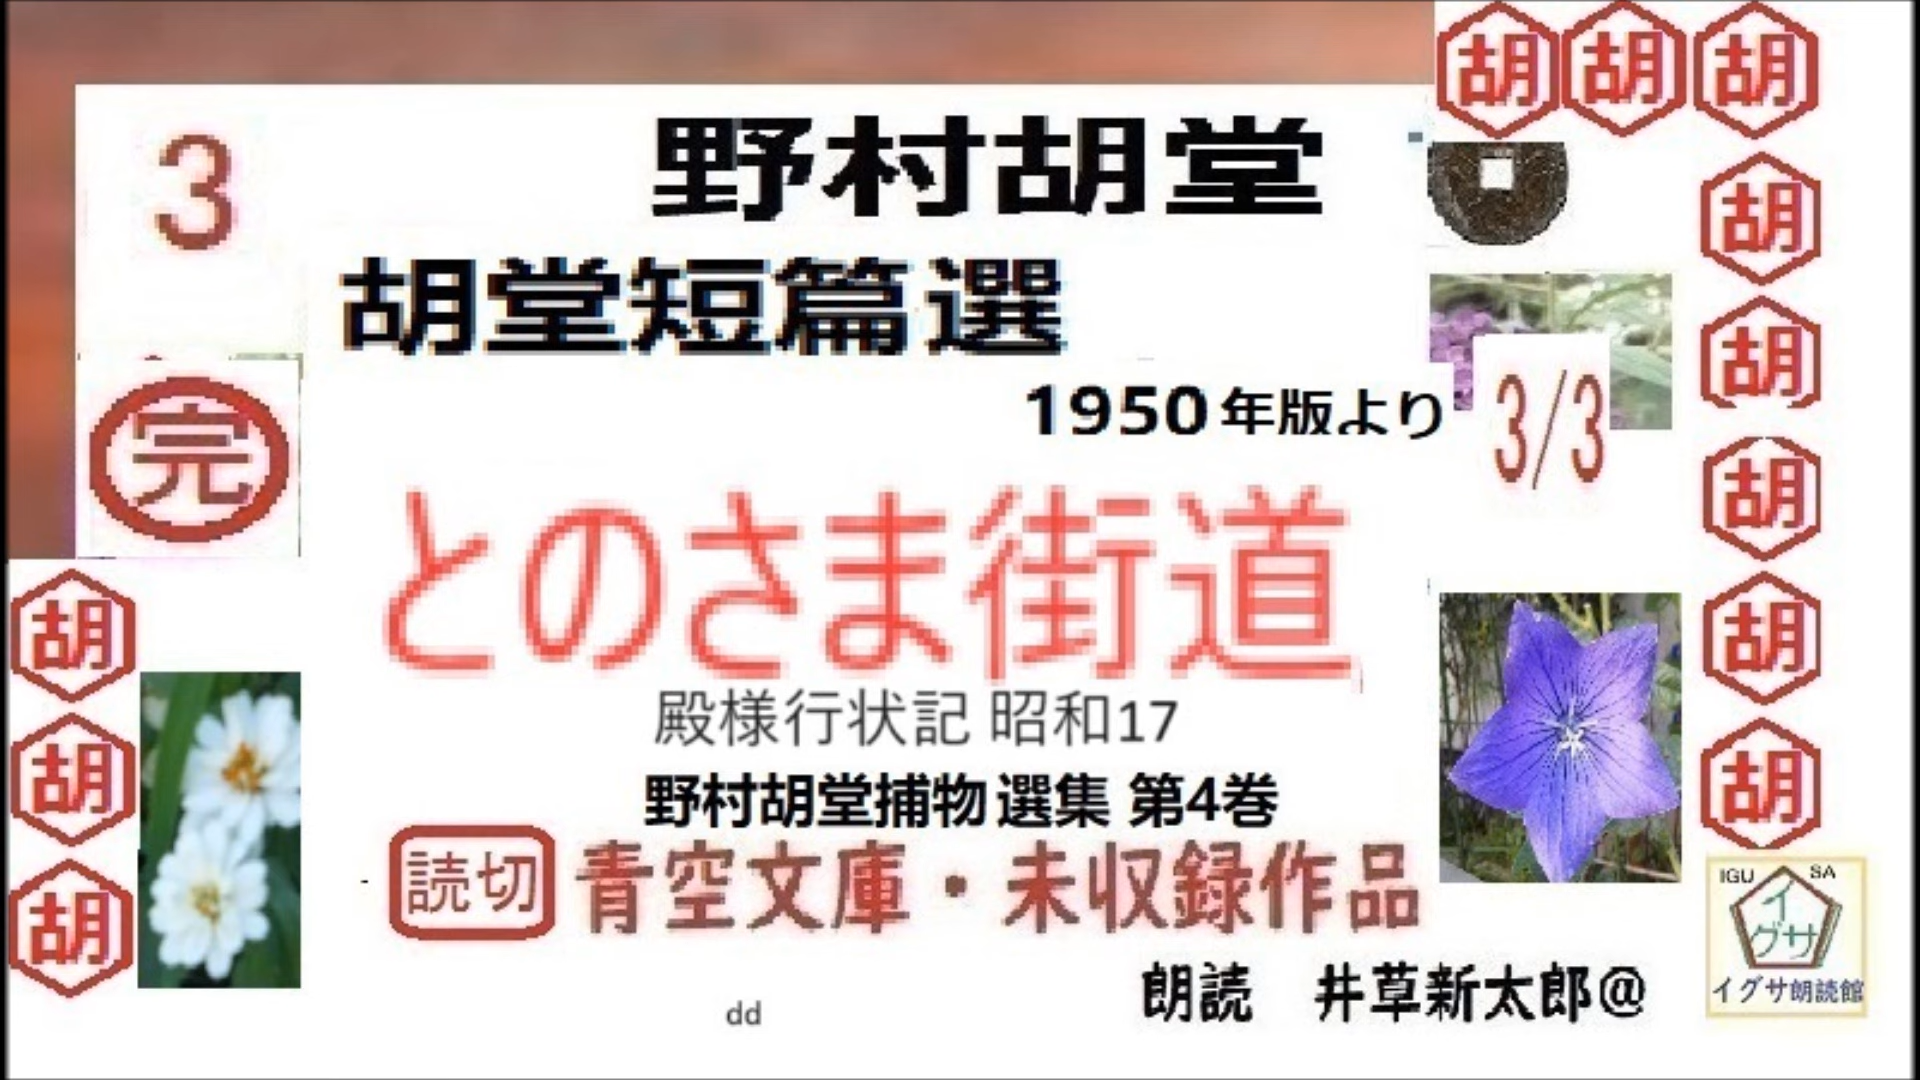 胡 胡 胡
3
野村胡堂
胡
胡堂短篇選
胡
1950年版より
3/3
完
胡
とのさま街道
胡
胡
殿様行状記 昭和17
胡
胡
野村胡堂捕物選集 第4巻
読切 青空文庫・未収録作品
IGU SA
イグサ
胡
朗読 井草新太郎@
イグサ朗読館
dd